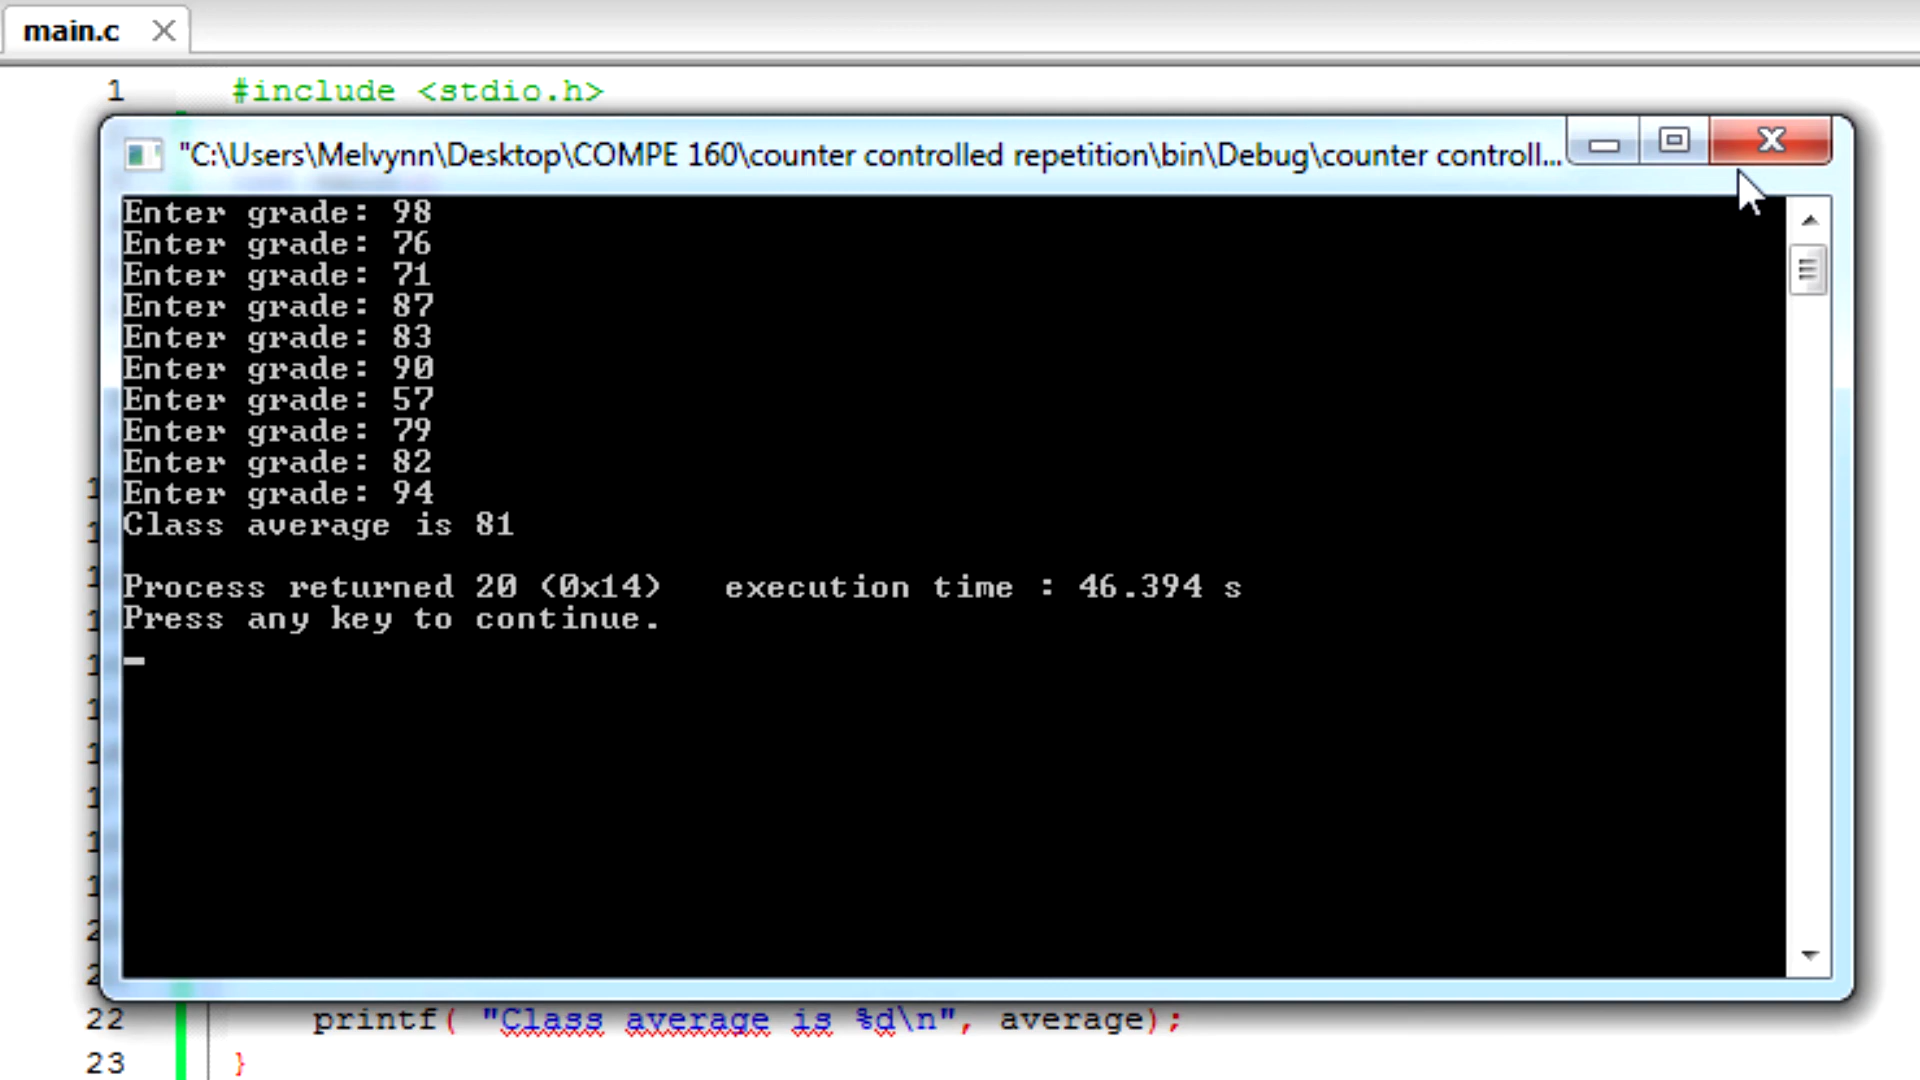 main.c
1 #include <stdio.h>
"C:\Users\Melvynn\Desktop\COMPE 160\counter controlled repetition\bin\Debug\counter controll...
Enter grade: 98
Enter grade: 76
Enter grade: 71
Enter grade: 87
Enter grade: 83
Enter grade: 90
Enter grade: 57
Enter grade: 79
Enter grade: 82
Enter grade: 94
Class average is 81
Process returned 20 (0x14)   execution time : 46.394 s
Press any key to continue.
22 printf( "Class average is %d\n", average);
23 }